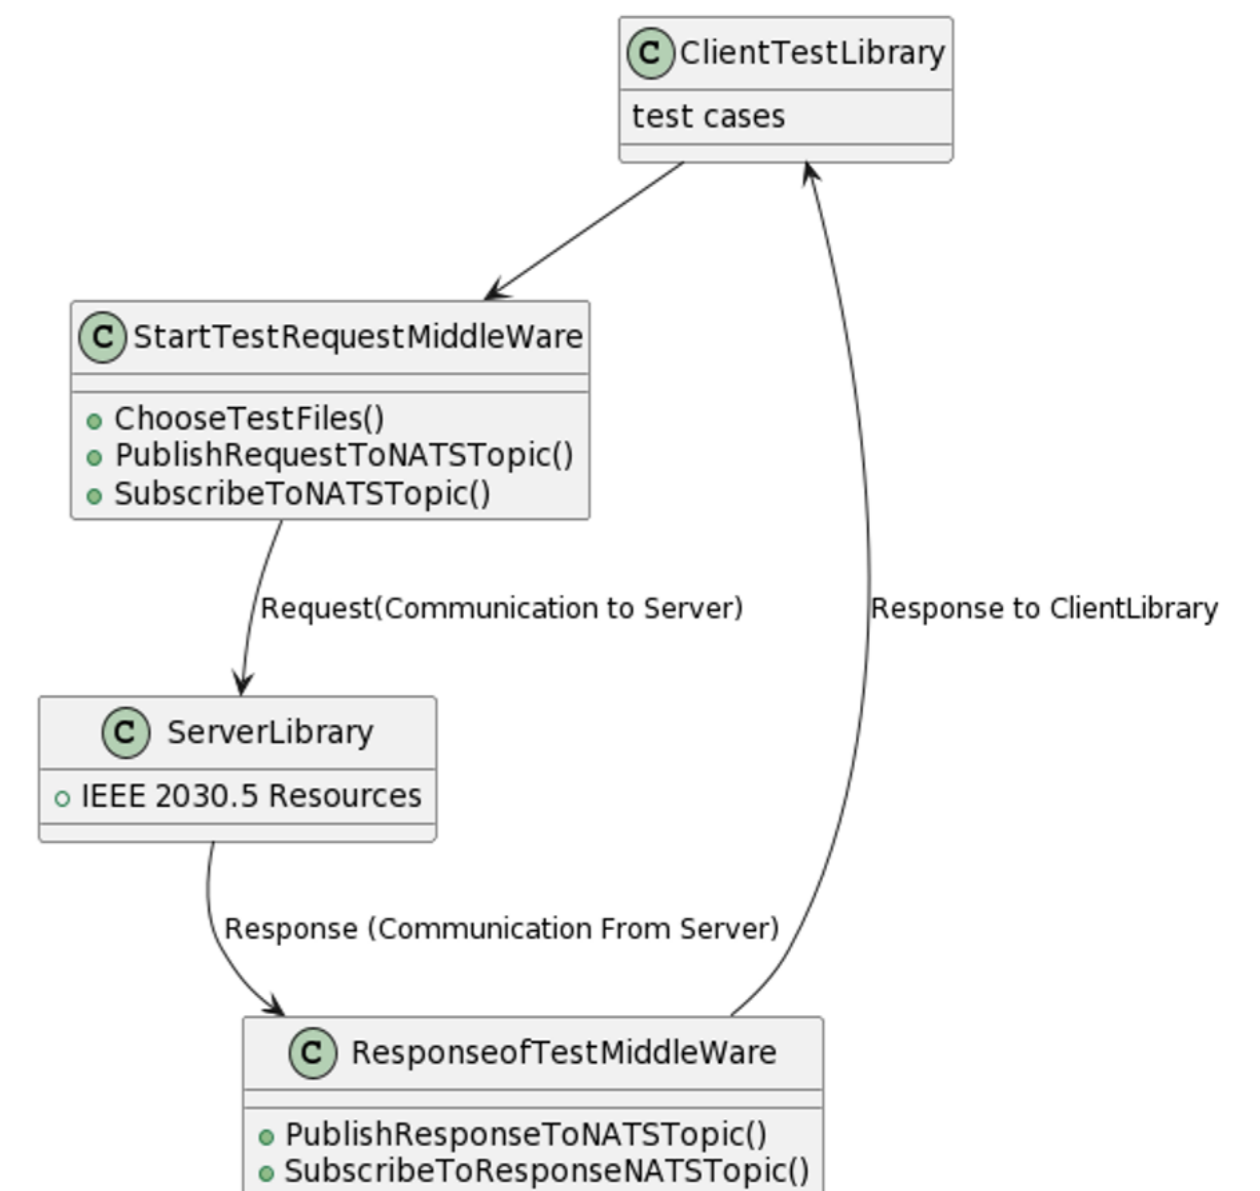 C ClientTestLibrary
test cases
C StartTestRequestMiddleWare
ChooseTestFiles()
PublishRequestToNATSTopic()
SubscribeToNATSTopic()
Request(Communication to Server)
Response to ClientLibrary
C ServerLibrary
IEEE 2030.5 Resources
Response (Communication From Server)
C ResponseofTestMiddleWare
PublishResponseToNATSTopic()
SubscribeToResponseNATSTopic()